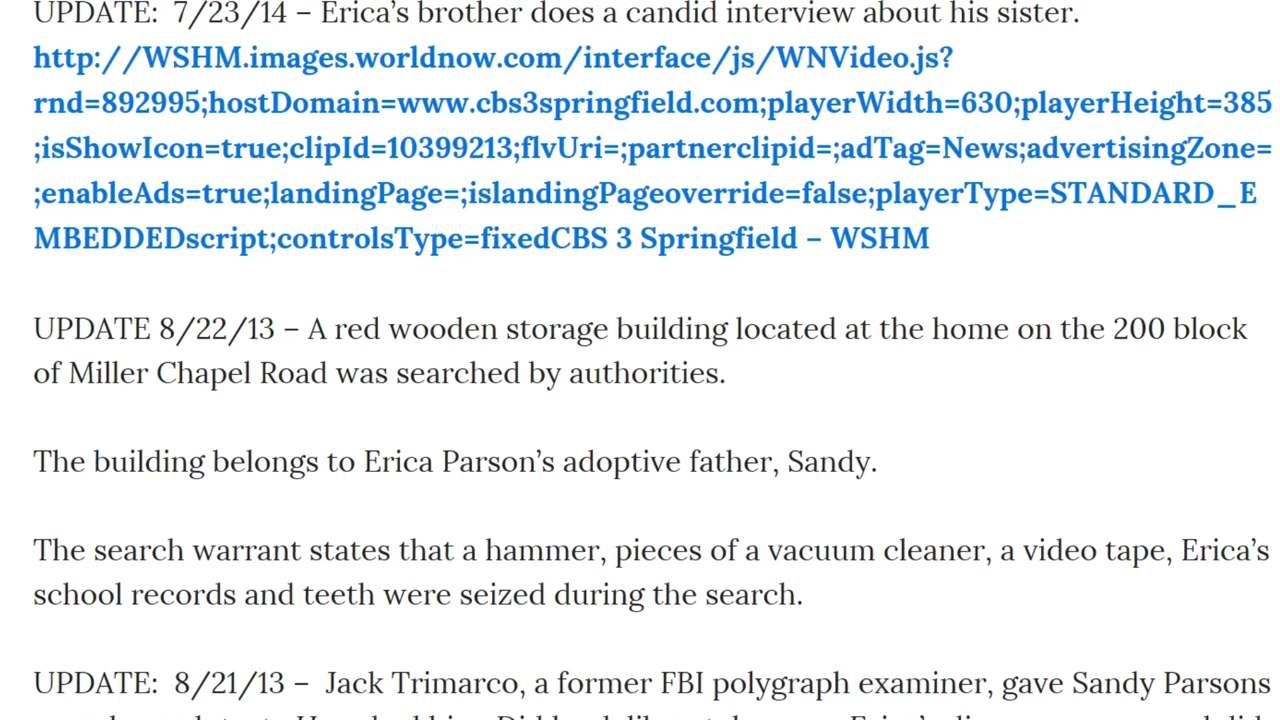 UPDATE:  7/23/14 – Erica’s brother does a candid interview about his sister.
http://WSHM.images.worldnow.com/interface/js/WNVideo.js?
rnd=892995;hostDomain=www.cbs3springfield.com;playerWidth=630;playerHeight=385
;isShowIcon=true;clipId=10399213;flvUri=;partnerclipid=;adTag=News;advertisingZone=
;enableAds=true;landingPage=;islandingPageoverride=false;playerType=STANDARD_E
MBEDDEDscript;controlsType=fixedCBS 3 Springfield – WSHM
UPDATE 8/22/13 – A red wooden storage building located at the home on the 200 block
of Miller Chapel Road was searched by authorities.
The building belongs to Erica Parson’s adoptive father, Sandy.
The search warrant states that a hammer, pieces of a vacuum cleaner, a video tape, Erica’s
school records and teeth were seized during the search.
UPDATE:  8/21/13 –  Jack Trimarco, a former FBI polygraph examiner, gave Sandy Parsons